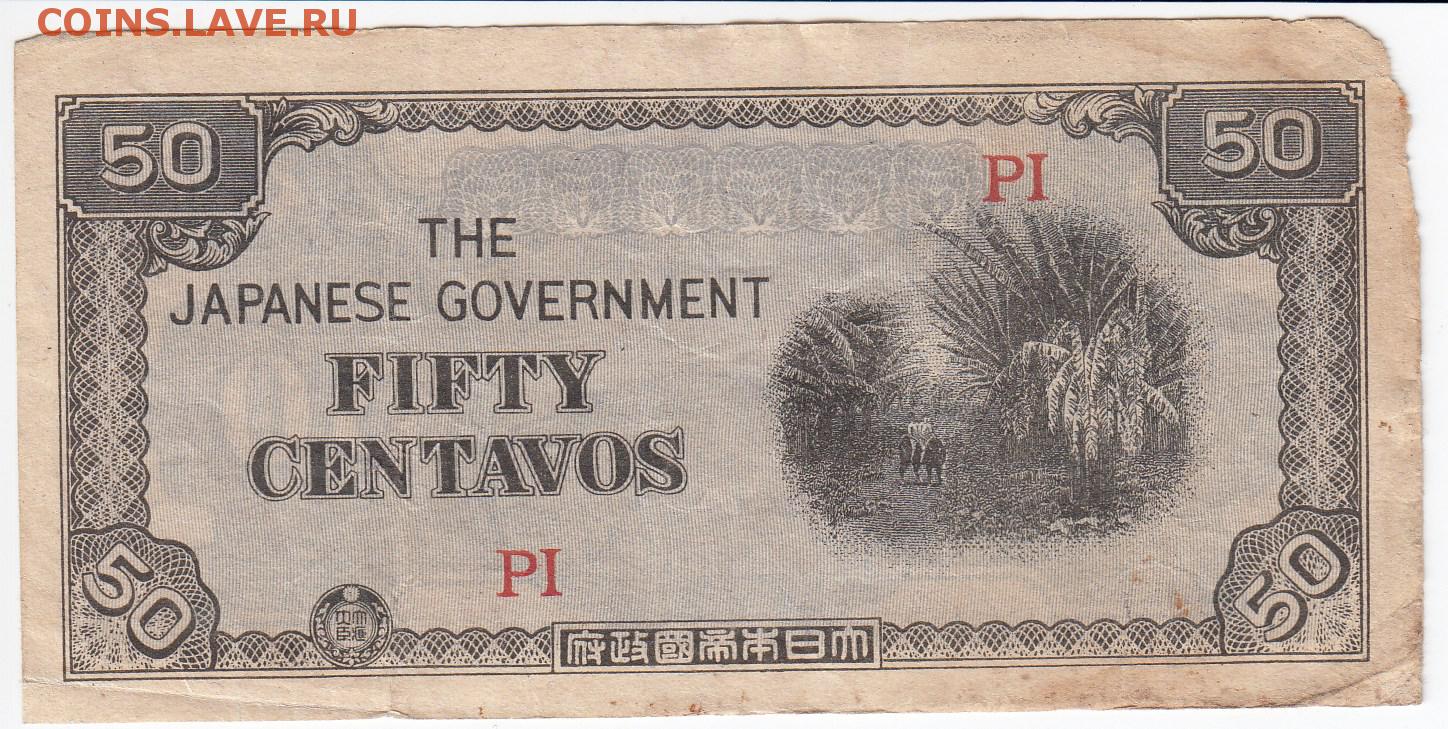 COINS.LAVE.RU
50
50
PI
THE
JAPANESE GOVERNMENT
FIFTY
CENTAVOS
PI
50
50
府政國帝本日大